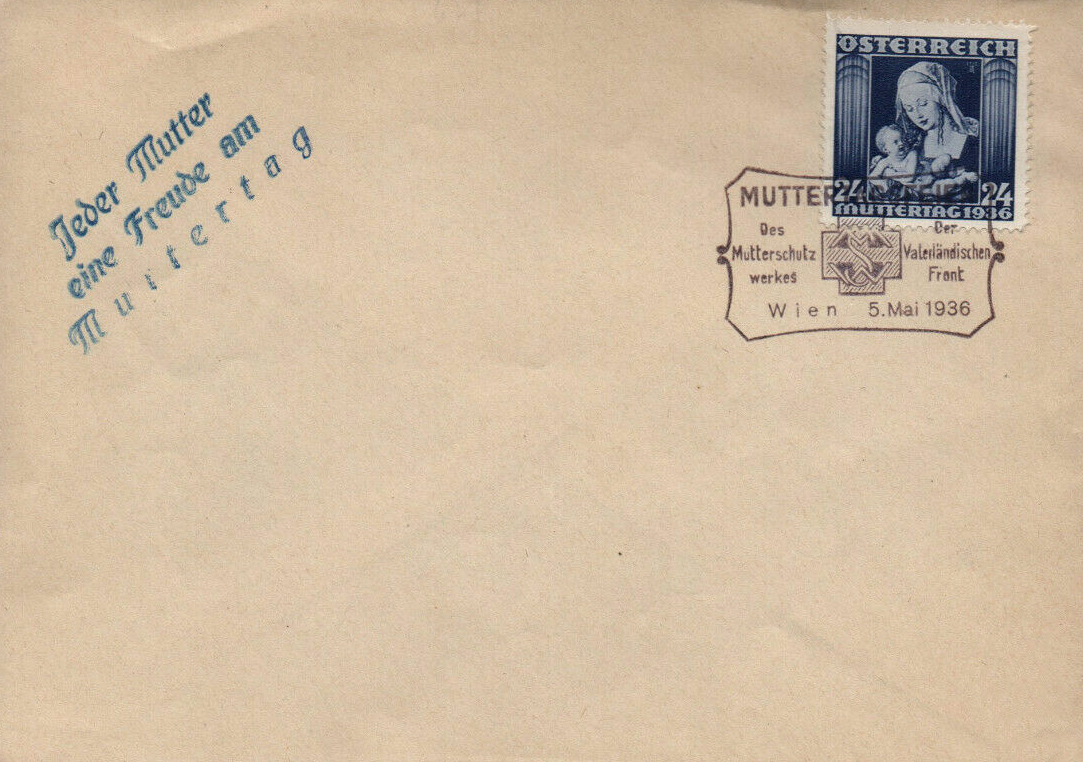 Jeder Mutter
eine Freude am
Muttertag
ÖSTERREICH
24 24
MUTTERTAG 1936
Des Mutterschutz
werkes
Der
Vaterländischen
Front
Wien 5. Mai 1936